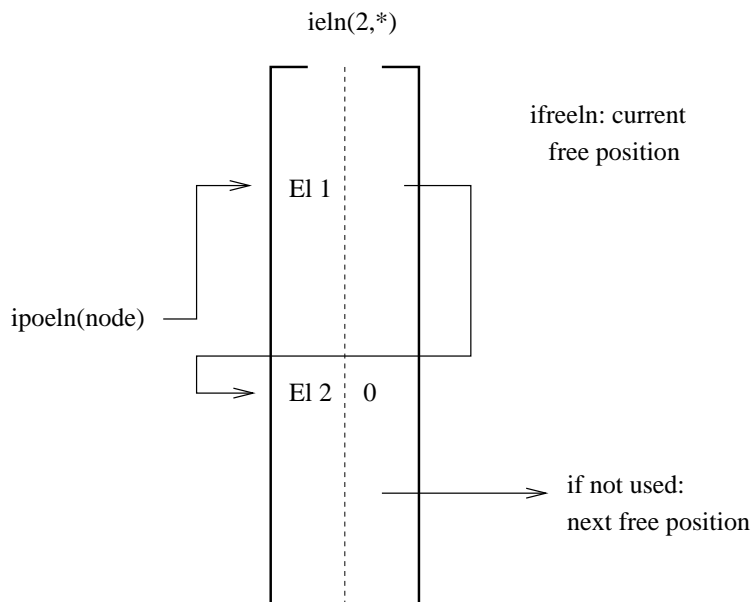 ieln(2,*)
ifreeln: current
free position
El 1
ipoeln(node)
El 2 0
if not used:
next free position